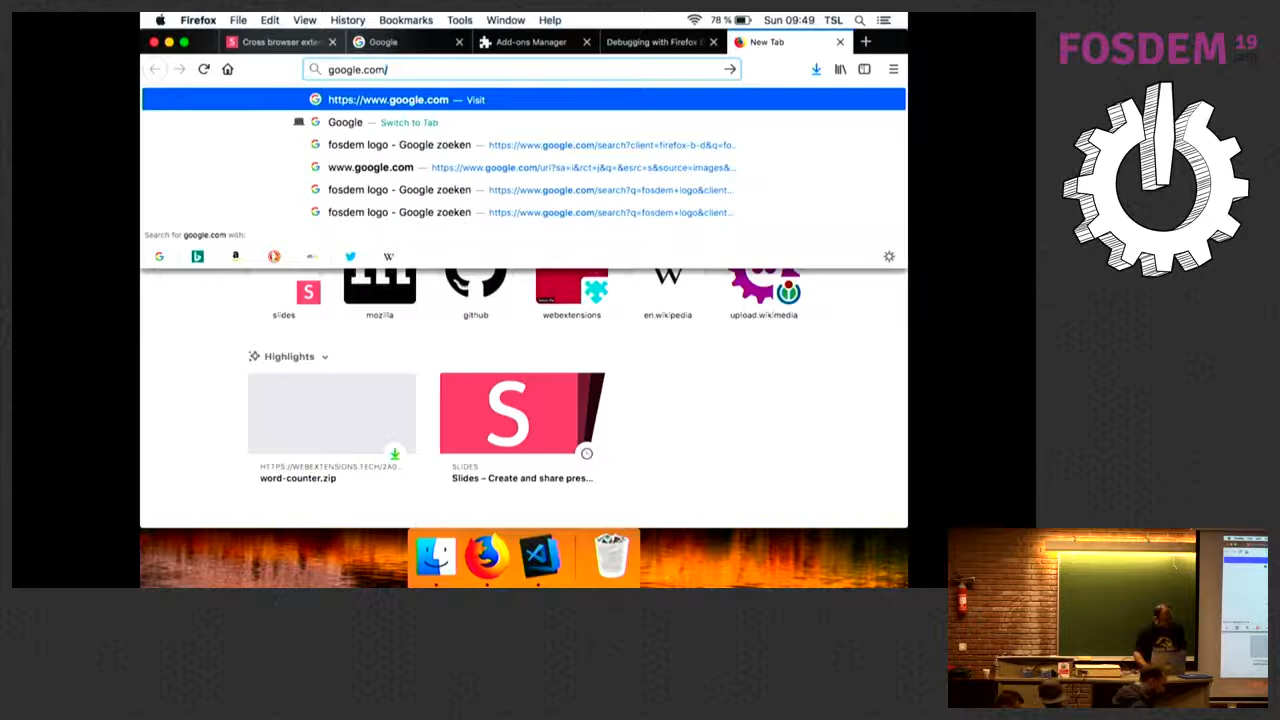 Firefox File Edit View History Bookmarks Tools Window Help 78 % Sun 09:49 TSL
Cross browser exten Google Add-ons Manager Debugging with Firefox New Tab
google.com/
https://www.google.com — Visit
Google — Switch to Tab
fosdem logo - Google zoeken — https://www.google.com/search?client=firefox-b-d&q=fo...
www.google.com — https://www.google.com/url?sa=i&rct=j&q=&esrc=s&source=images&...
fosdem logo - Google zoeken — https://www.google.com/search?q=fosdem+logo&client...
fosdem logo - Google zoeken — https://www.google.com/search?q=fosdem+logo&client...
Search for google.com with:
slides mozilla github webextensions en.wikipedia upload.wikimedia
Highlights
HTTPS://WEBEXTENSIONS.TECH/2A0...
word-counter.zip
SLIDES
Slides – Create and share pres...
FOSDEM 19